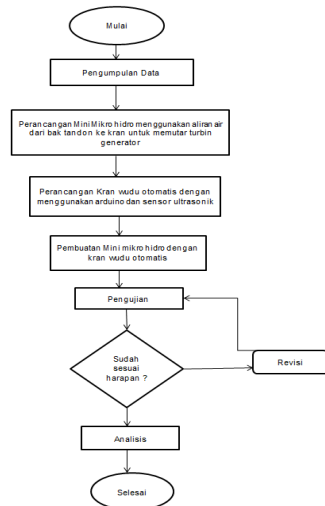 Mulai
Pengumpulan Data
Perancangan Mini Mikro hidro menggunakan aliran air
dari bak tandon ke kran untuk memutar turbin
generator
Perancangan Kran wudu otomatis dengan
menggunakan arduino dan sensor ultrasonik
Pembuatan Mini mikro hidro dengan
kran wudu otomatis
Pengujian
Sudah
sesuai
harapan ?
Revisi
Analisis
Selesai